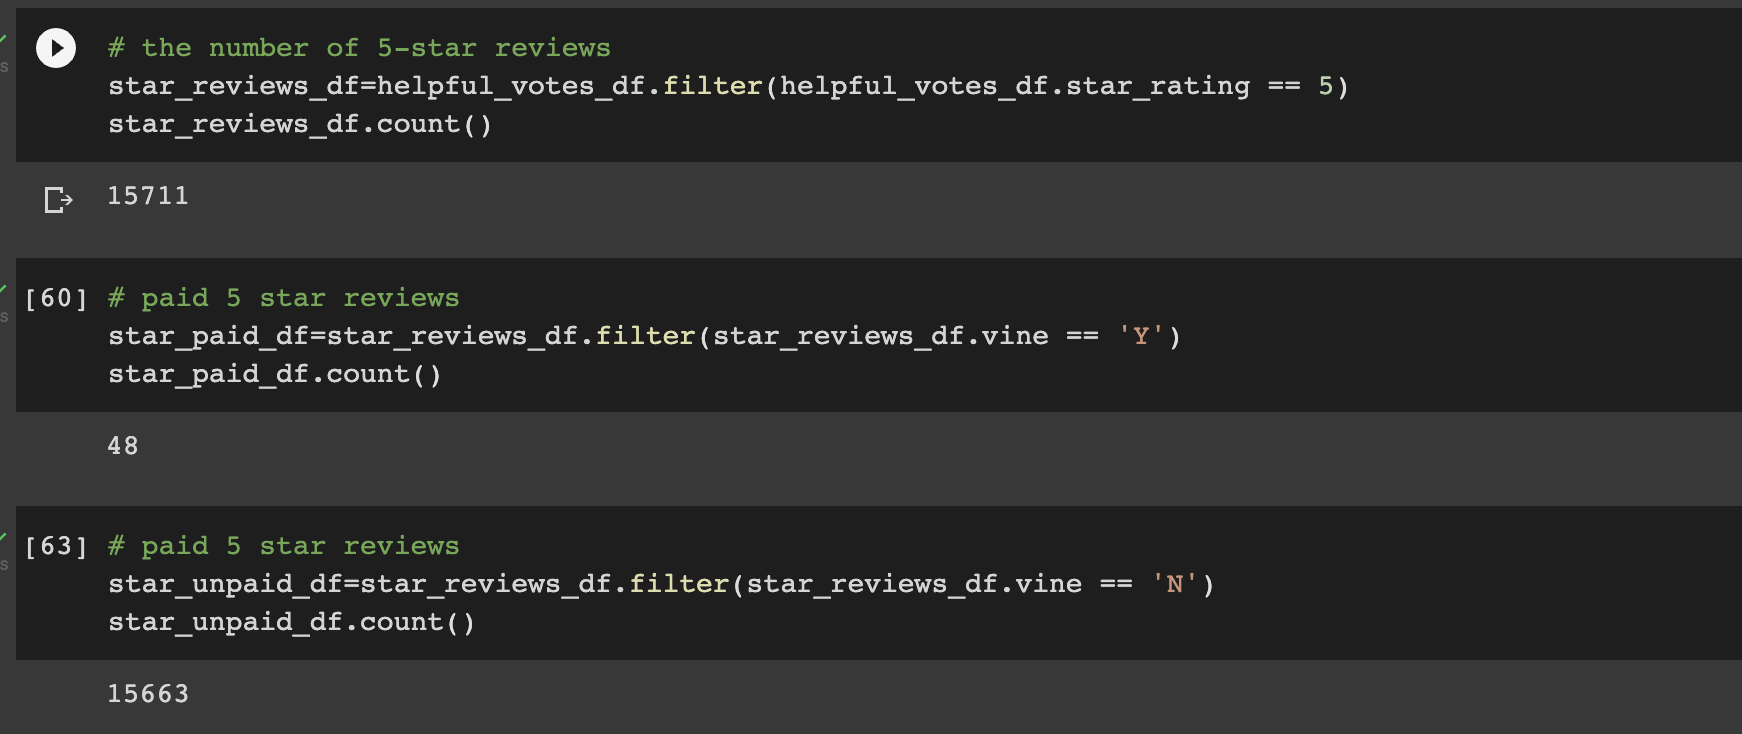 # the number of 5-star reviews
star_reviews_df=helpful_votes_df.filter(helpful_votes_df.star_rating == 5)
star_reviews_df.count()
15711
[60] # paid 5 star reviews
star_paid_df=star_reviews_df.filter(star_reviews_df.vine == 'Y')
star_paid_df.count()
48
[63] # paid 5 star reviews
star_unpaid_df=star_reviews_df.filter(star_reviews_df.vine == 'N')
star_unpaid_df.count()
15663